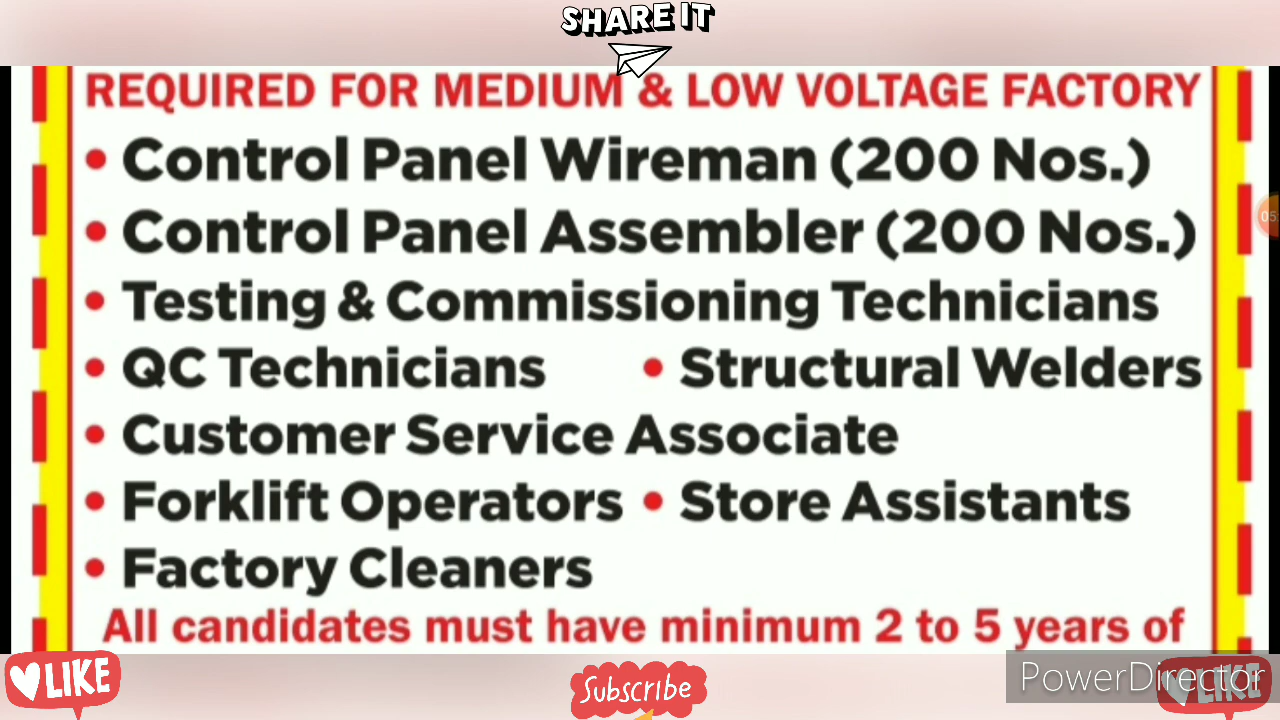 SHARE IT
REQUIRED FOR MEDIUM & LOW VOLTAGE FACTORY
• Control Panel Wireman (200 Nos.)
• Control Panel Assembler (200 Nos.)
• Testing & Commissioning Technicians
• QC Technicians • Structural Welders
• Customer Service Associate
• Forklift Operators • Store Assistants
• Factory Cleaners
All candidates must have minimum 2 to 5 years of
LIKE
Subscribe
PowerDirector
LIKE
05